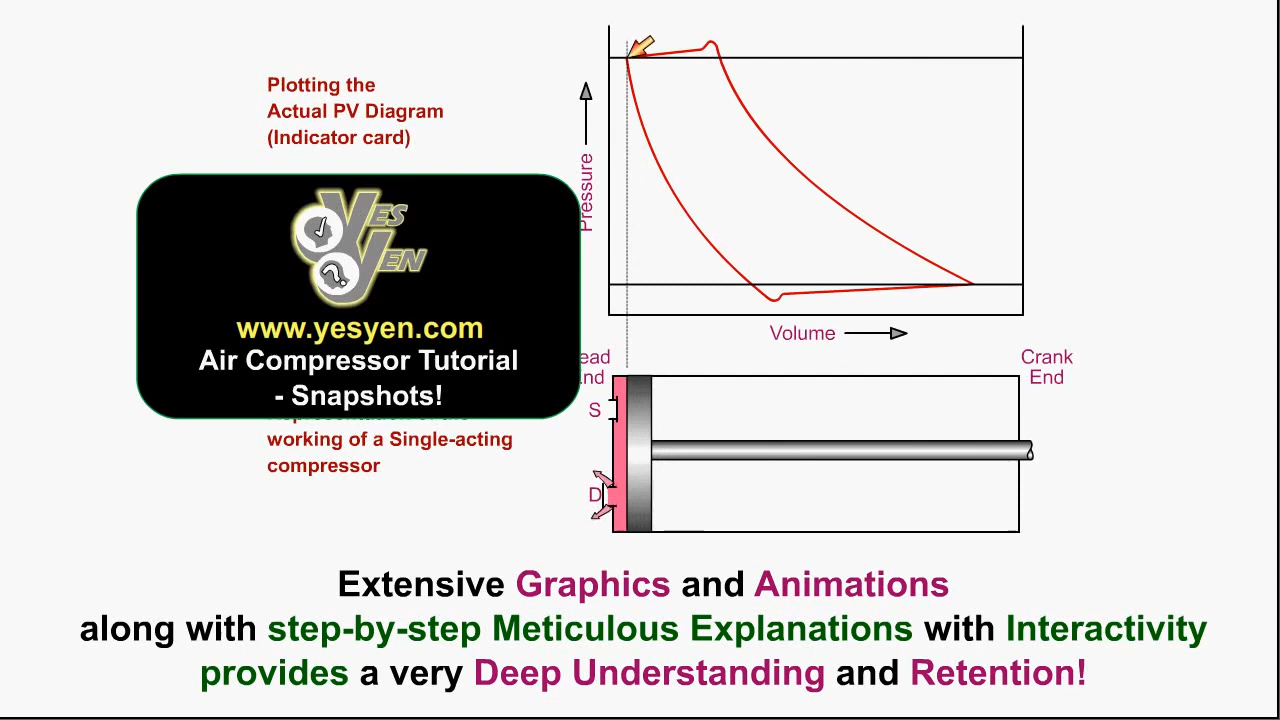 Plotting the
Actual PV Diagram
(Indicator card)
Pressure
Volume
YES
YEN
www.yesyen.com
Air Compressor Tutorial
- Snapshots!
Crank
End
S
D
working of a Single-acting
compressor
Extensive Graphics and Animations
along with step-by-step Meticulous Explanations with Interactivity
provides a very Deep Understanding and Retention!